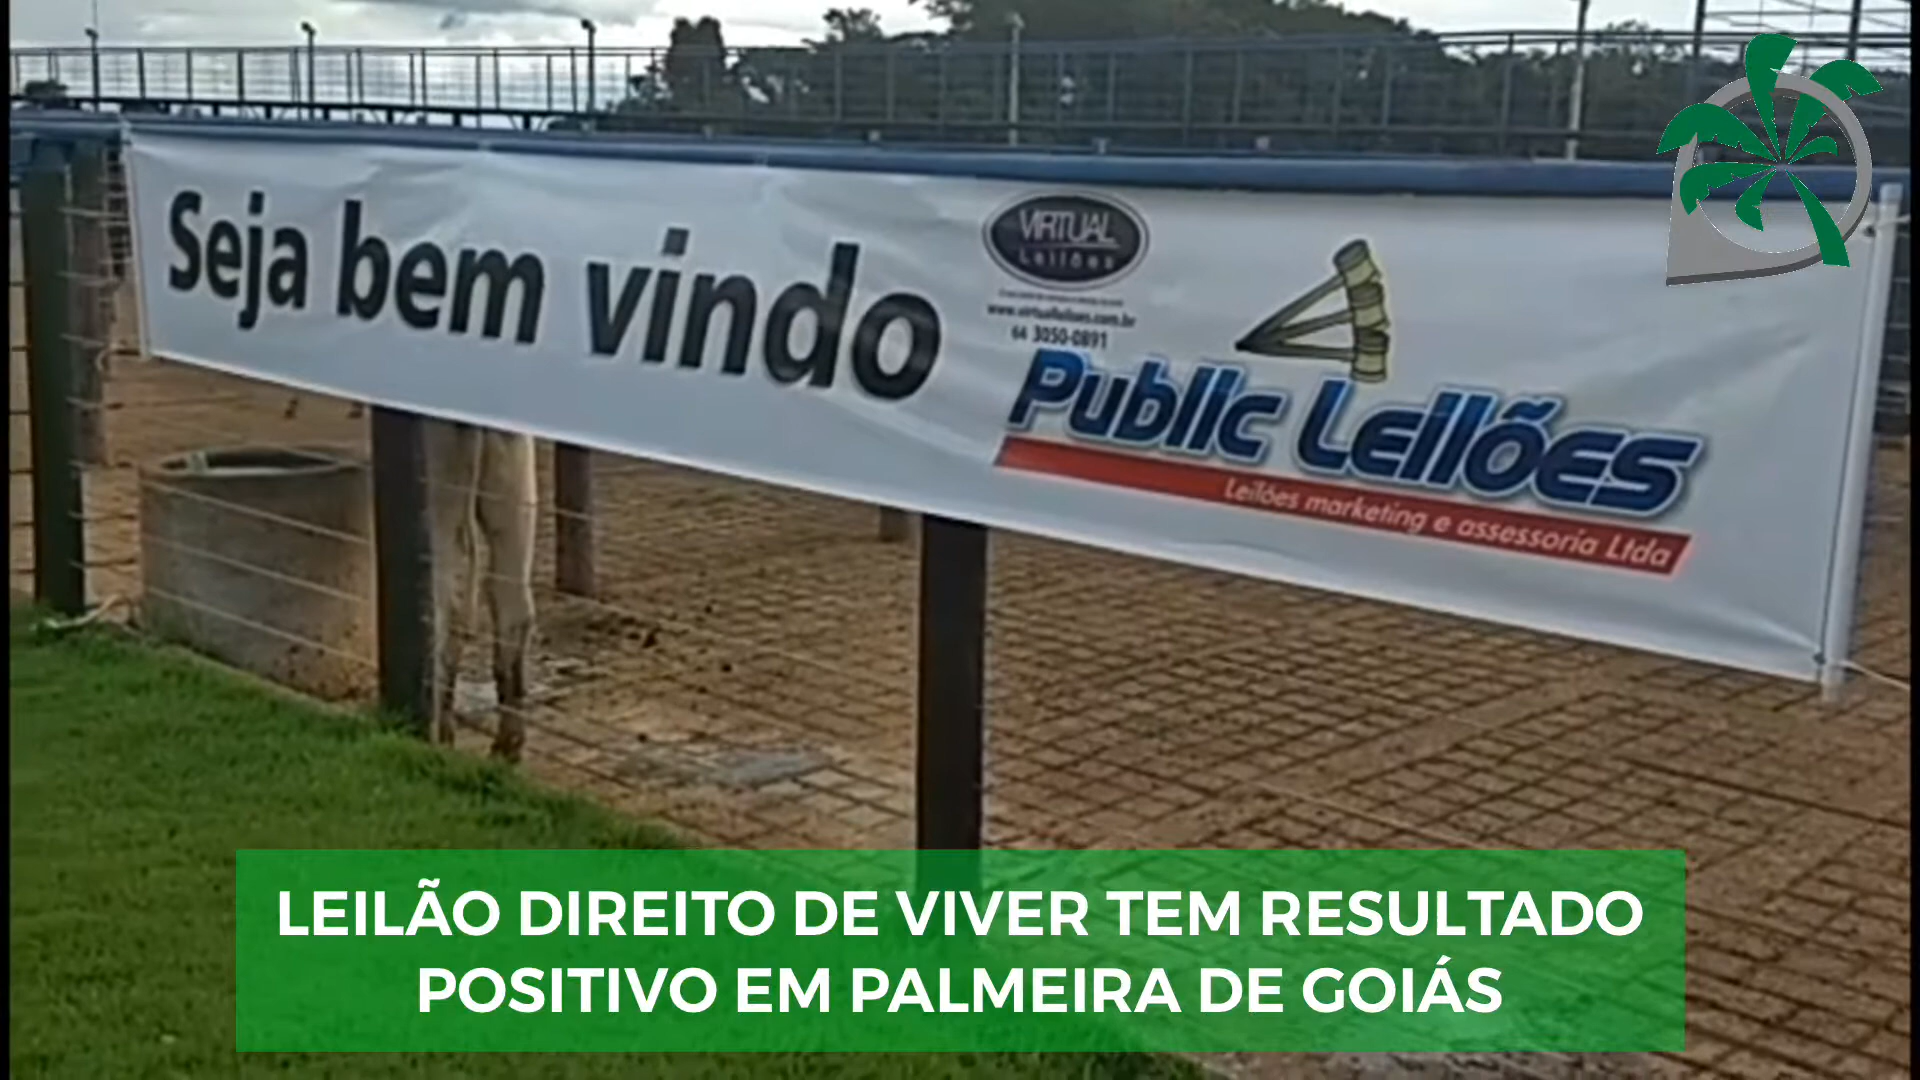 Seja bem vindo
VIRTUAL
Leilões
www.virtualleiloes.com.br
64 3050-0891
Public Leilões
Leilões marketing e assessoria Ltda
LEILÃO DIREITO DE VIVER TEM RESULTADO
POSITIVO EM PALMEIRA DE GOIÁS